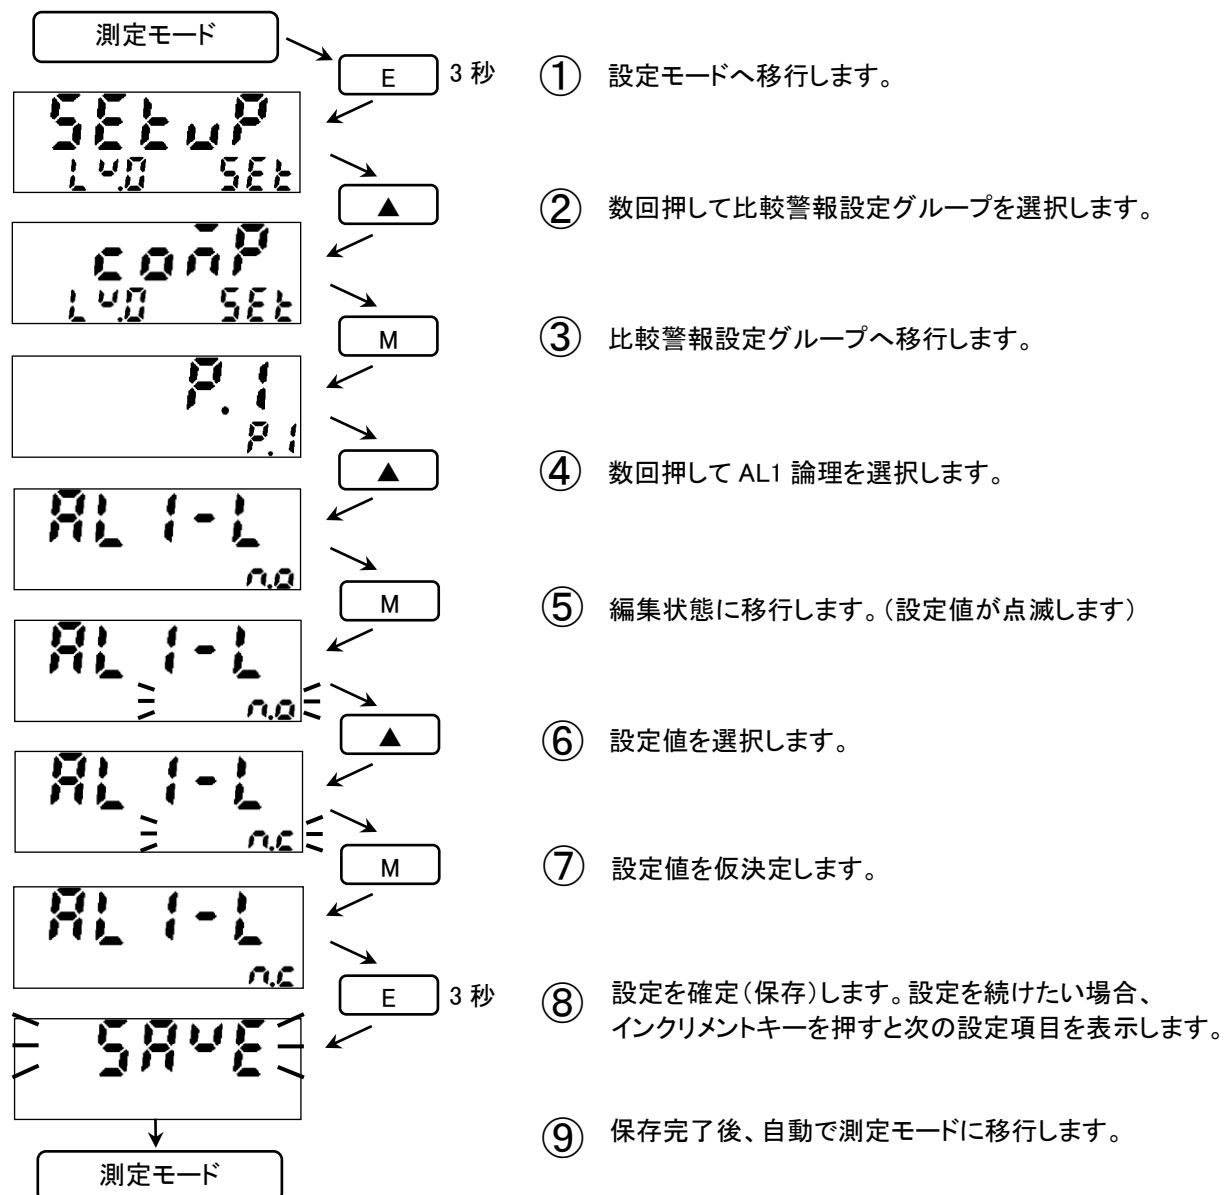 測定モード
E 3 秒 ① 設定モードへ移行します。
SEtuP
Lv.0 SEt
▲ ② 数回押して比較警報設定グループを選択します。
comP
Lv.0 SEt
M ③ 比較警報設定グループへ移行します。
P.1
P.1
▲ ④ 数回押して AL1 論理を選択します。
AL1-L
n.o
M ⑤ 編集状態に移行します。(設定値が点滅します)
AL1-L
n.o
▲ ⑥ 設定値を選択します。
AL1-L
n.c
M ⑦ 設定値を仮決定します。
AL1-L
n.c
E 3 秒 ⑧ 設定を確定(保存)します。設定を続けたい場合、
インクリメントキーを押すと次の設定項目を表示します。
SAvE
⑨ 保存完了後、自動で測定モードに移行します。
測定モード